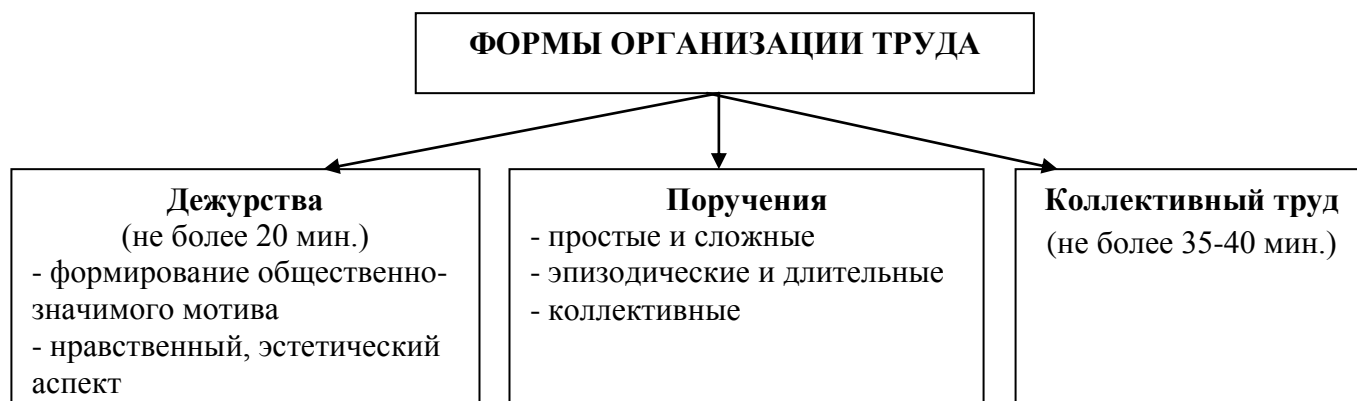 ФОРМЫ ОРГАНИЗАЦИИ ТРУДА
Дежурства
(не более 20 мин.)
- формирование общественно-
значимого мотива
- нравственный, эстетический
аспект
Поручения
- простые и сложные
- эпизодические и длительные
- коллективные
Коллективный труд
(не более 35-40 мин.)